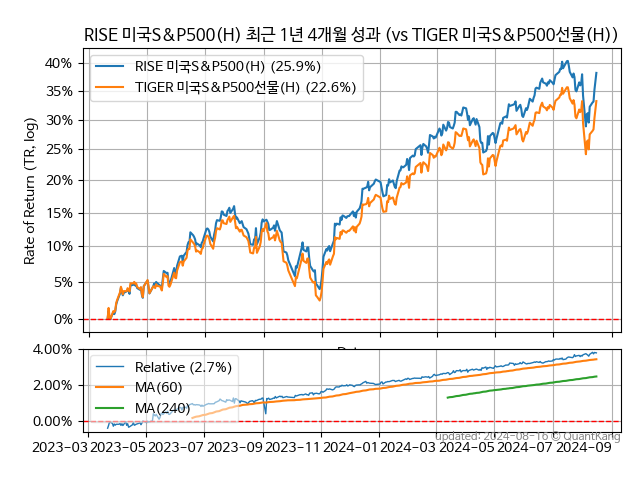 RISE 미국S&P500(H) 최근 1년 4개월 성과 (vs TIGER 미국S&P500선물(H))
RISE 미국S&P500(H) (25.9%)
TIGER 미국S&P500선물(H) (22.6%)
Rate of Return (TR, log)
40%
35%
30%
25%
20%
15%
10%
5%
0%
4.00%
2.00%
0.00%
Relative (2.7%)
MA(60)
MA(240)
2023-03 2023-05 2023-07 2023-09 2023-11 2024-01 2024-03 2024-05 2024-07 2024-09
updated: 2024-08-16 © QuantKang